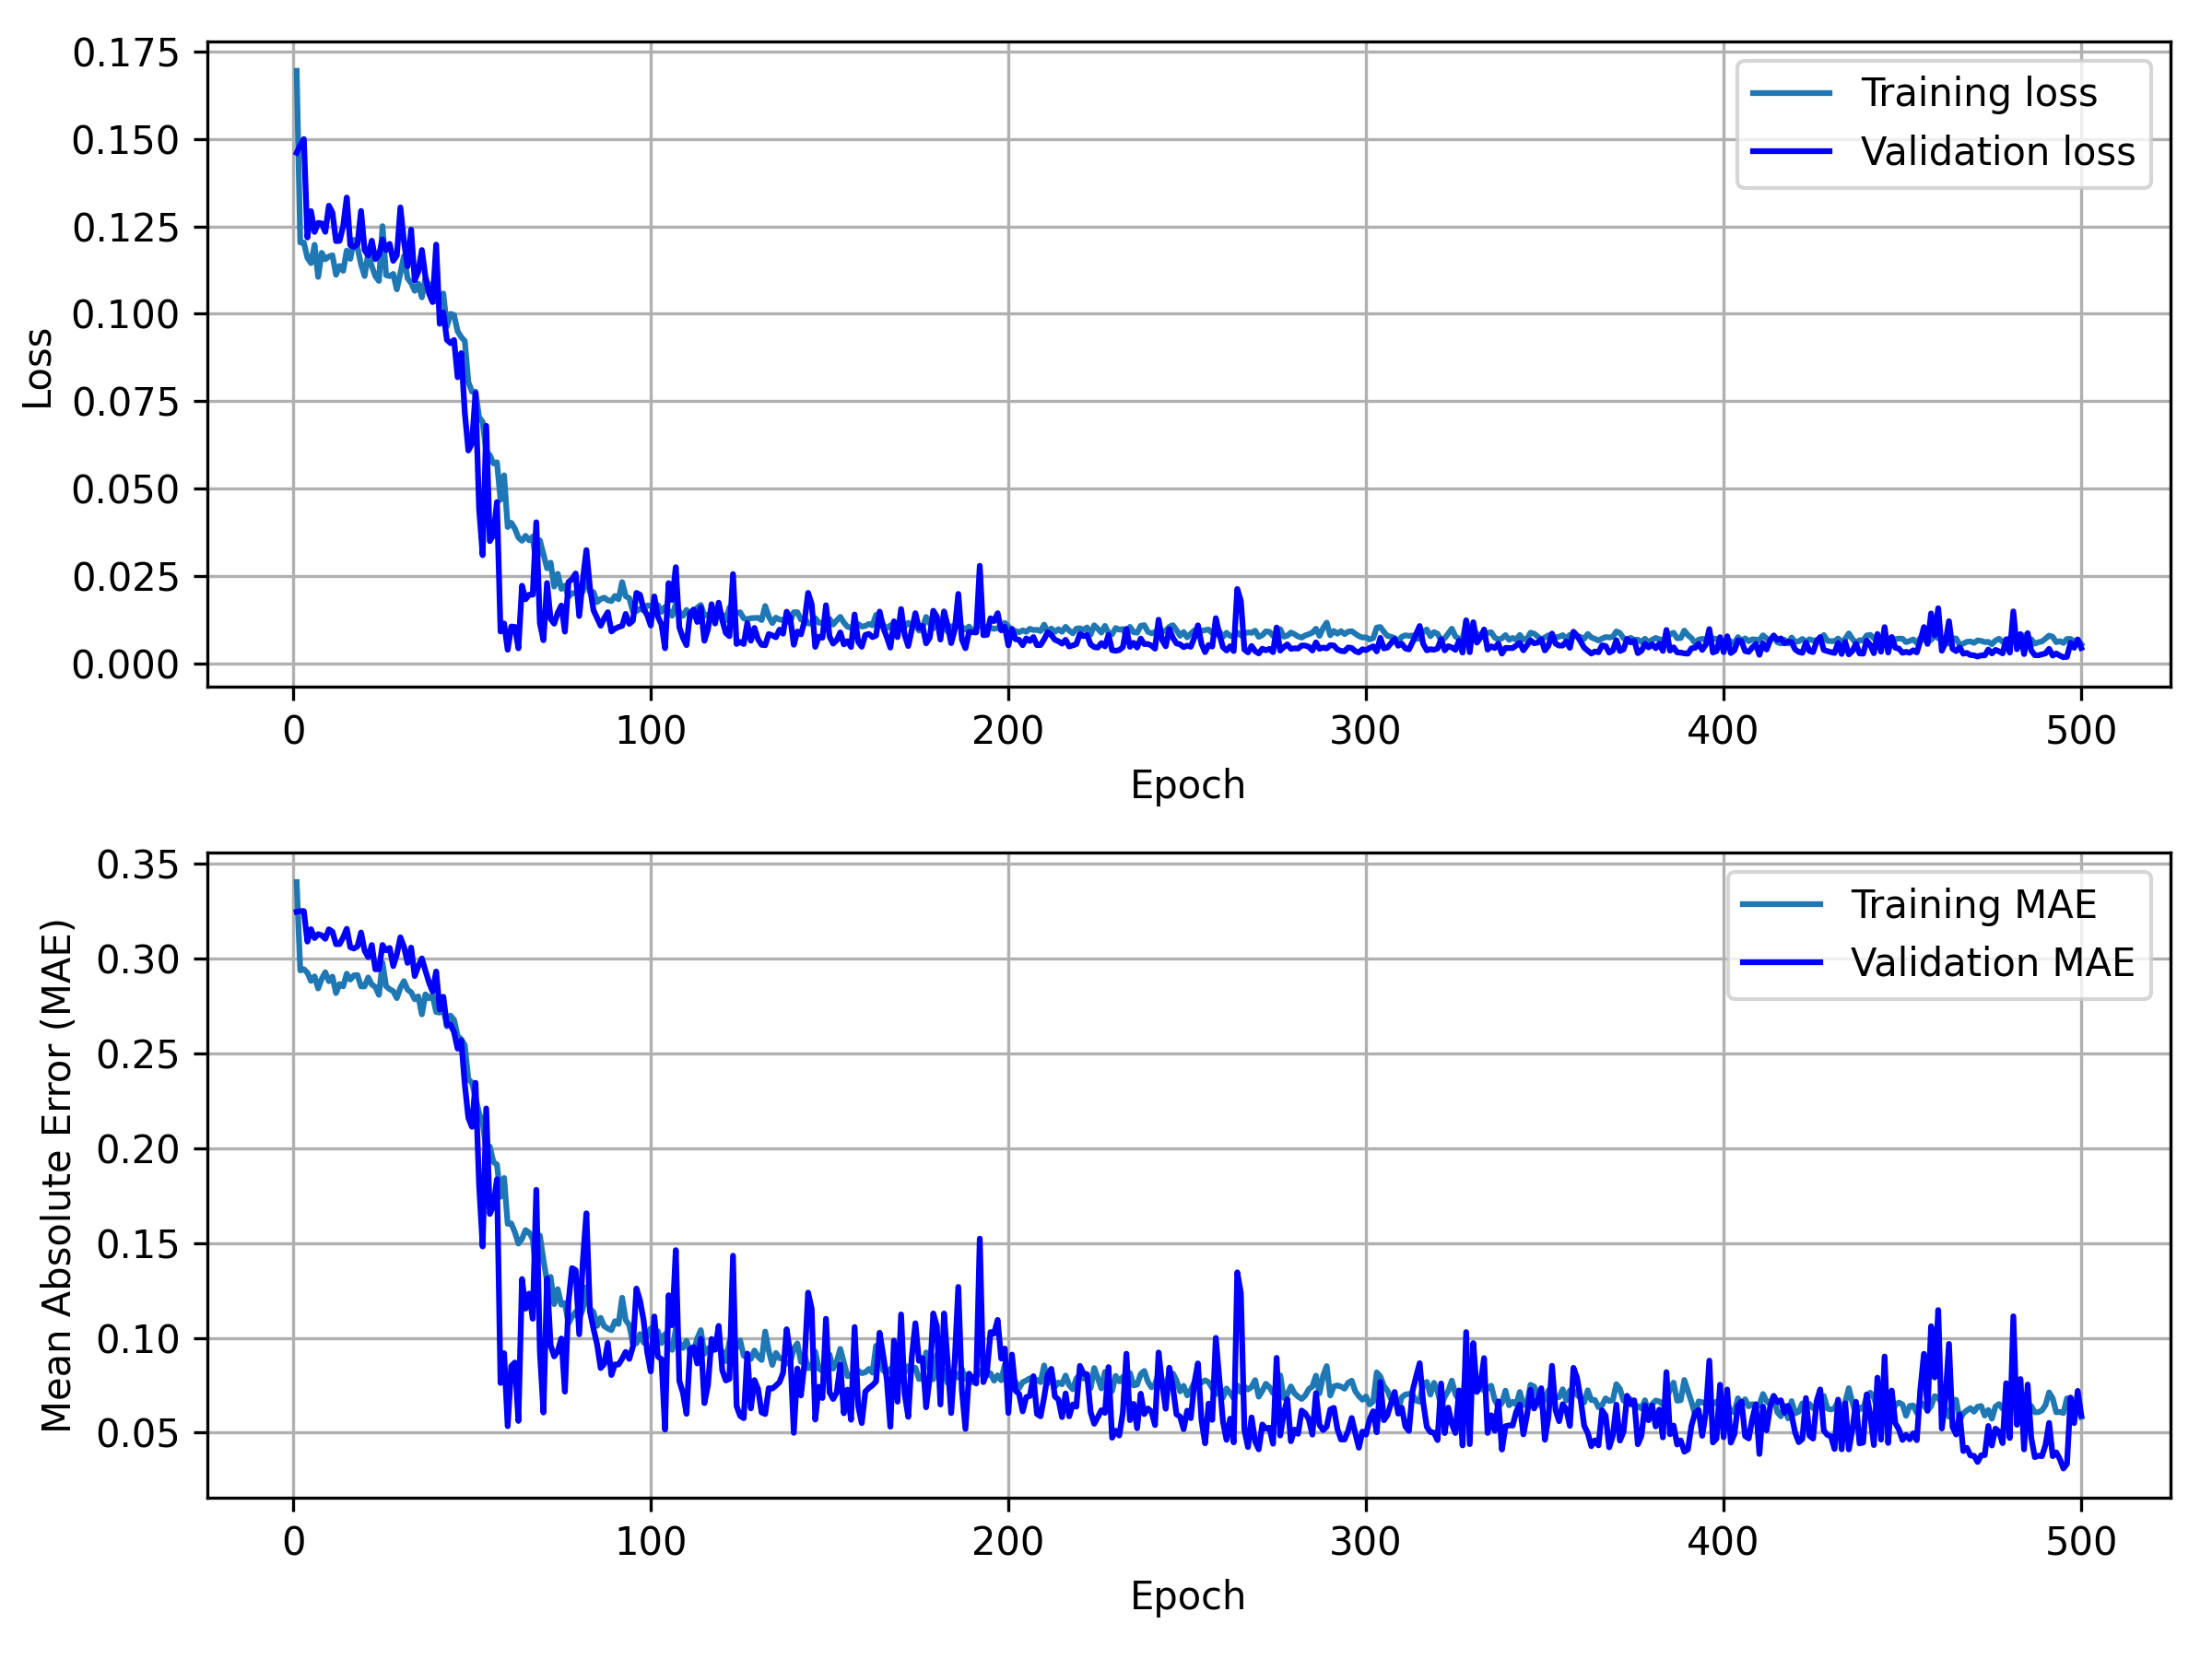 0.175
0.150
0.125
0.100
0.075
0.050
0.025
0.000
Loss
Training loss
Validation loss
0 100 200 300 400 500
Epoch
0.35
0.30
0.25
0.20
0.15
0.10
0.05
Mean Absolute Error (MAE)
Training MAE
Validation MAE
0 100 200 300 400 500
Epoch